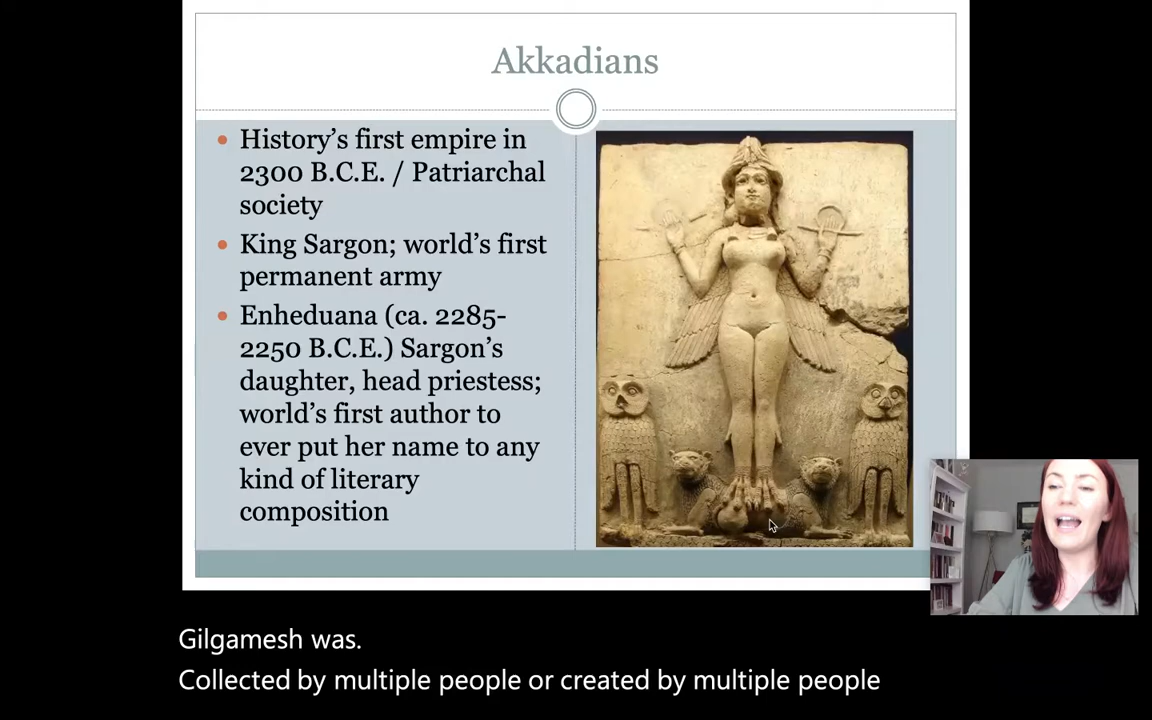 Akkadians
History's first empire in
2300 B.C.E. / Patriarchal
society
King Sargon; world's first
permanent army
Enheduana (ca. 2285-
2250 B.C.E.) Sargon's
daughter, head priestess;
world's first author to
ever put her name to any
kind of literary
composition
Gilgamesh was.
Collected by multiple people or created by multiple people